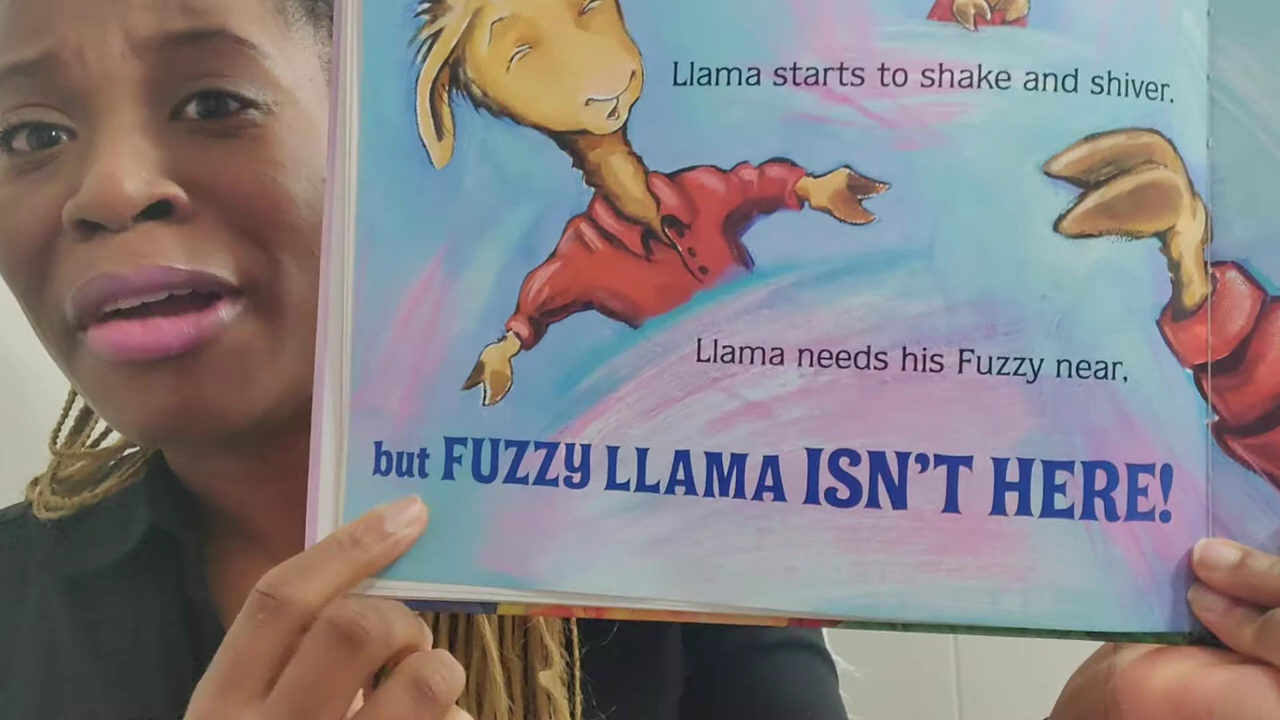 Llama starts to shake and shiver.
Llama needs his Fuzzy near,
but FUZZY LLAMA ISN'T HERE!